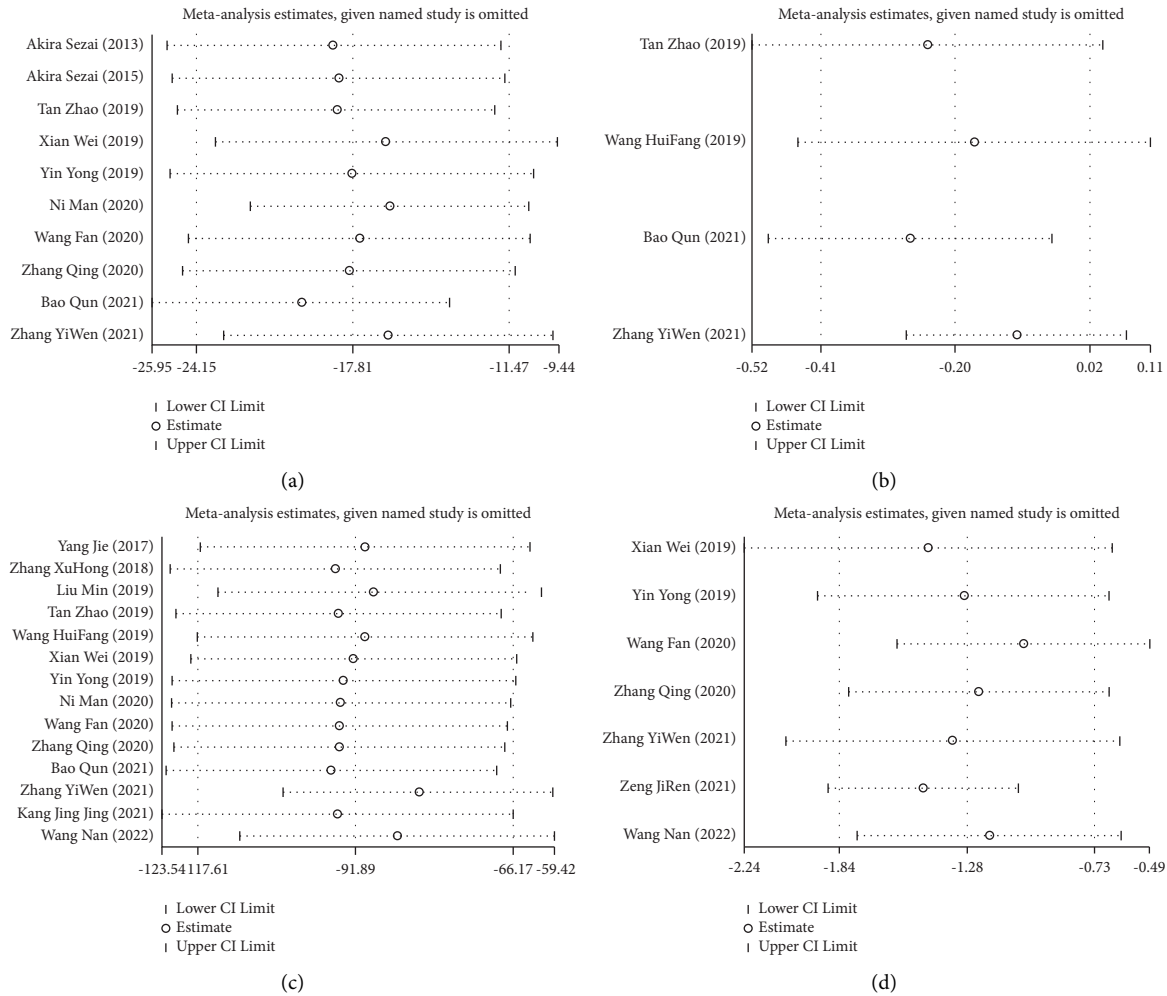 Meta-analysis estimates, given named study is omitted
Akira Sezai (2013)
Akira Sezai (2015)
Tan Zhao (2019)
Xian Wei (2019)
Yin Yong (2019)
Ni Man (2020)
Wang Fan (2020)
Zhang Qing (2020)
Bao Qun (2021)
Zhang YiWen (2021)
-25.95 -24.15 -17.81 -11.47 -9.44
Lower CI Limit
Estimate
Upper CI Limit
(a)
Meta-analysis estimates, given named study is omitted
Tan Zhao (2019)
Wang HuiFang (2019)
Bao Qun (2021)
Zhang YiWen (2021)
-0.52 -0.41 -0.20 0.02 0.11
Lower CI Limit
Estimate
Upper CI Limit
(b)
Meta-analysis estimates, given named study is omitted
Yang Jie (2017)
Zhang XuHong (2018)
Liu Min (2019)
Tan Zhao (2019)
Wang HuiFang (2019)
Xian Wei (2019)
Yin Yong (2019)
Ni Man (2020)
Wang Fan (2020)
Zhang Qing (2020)
Bao Qun (2021)
Zhang YiWen (2021)
Kang Jing Jing (2021)
Wang Nan (2022)
-123.54-117.61 -91.89 -66.17 -59.42
Lower CI Limit
Estimate
Upper CI Limit
(c)
Meta-analysis estimates, given named study is omitted
Xian Wei (2019)
Yin Yong (2019)
Wang Fan (2020)
Zhang Qing (2020)
Zhang YiWen (2021)
Zeng JiRen (2021)
Wang Nan (2022)
-2.24 -1.84 -1.28 -0.73 -0.49
Lower CI Limit
Estimate
Upper CI Limit
(d)